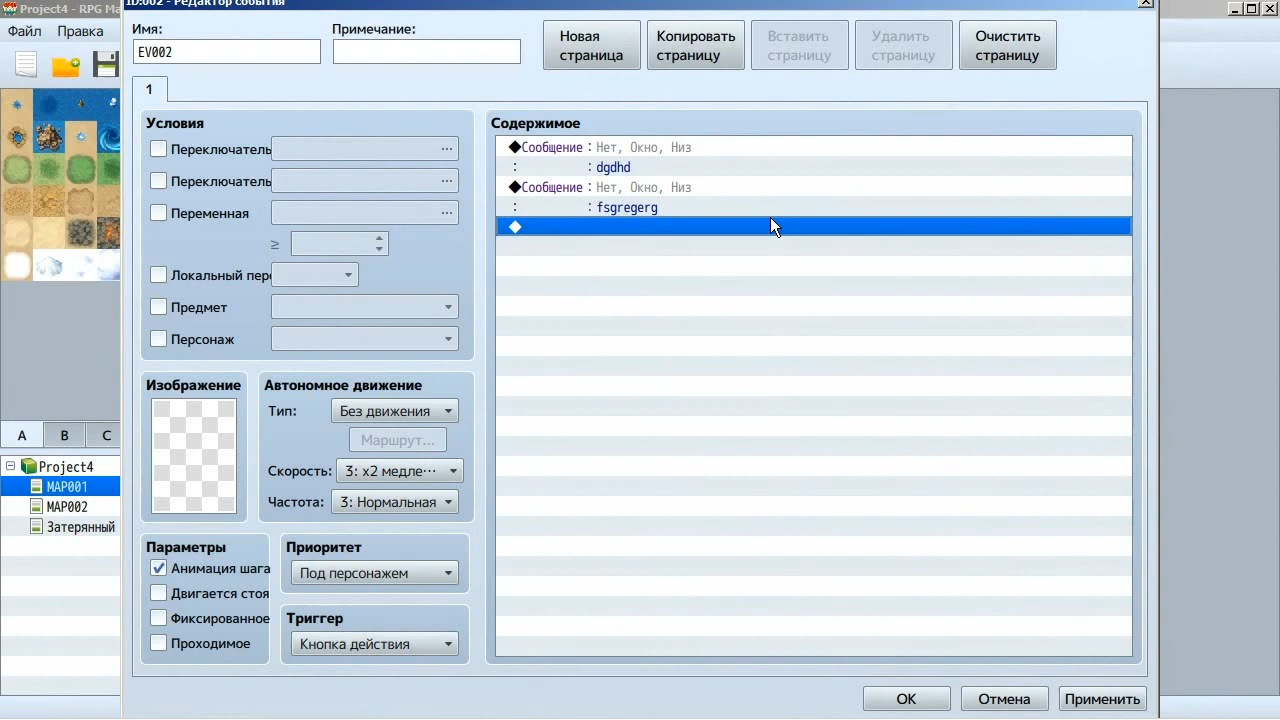 Project4 - RPG Ma
ID:002 - Редактор события
Файл Правка
Имя:
Примечание:
EV002
Новая страница
Копировать страницу
Вставить страницу
Удалить страницу
Очистить страницу
1
Условия
Переключатель ...
Переключатель ...
Переменная ...
≥
Локальный пере
Предмет
Персонаж
Содержимое
◆Сообщение : Нет, Окно, Низ
: : dgdhd
◆Сообщение : Нет, Окно, Низ
: : fsgregerg
◆
Изображение
Автономное движение
Тип: Без движения
Маршрут...
Скорость: 3: x2 медле...
Частота: 3: Нормальная
Параметры
Анимация шага
Двигается стоя
Фиксированное
Проходимое
Приоритет
Под персонажем
Триггер
Кнопка действия
A B C
Project4
MAP001
MAP002
Затерянный
OK Отмена Применить